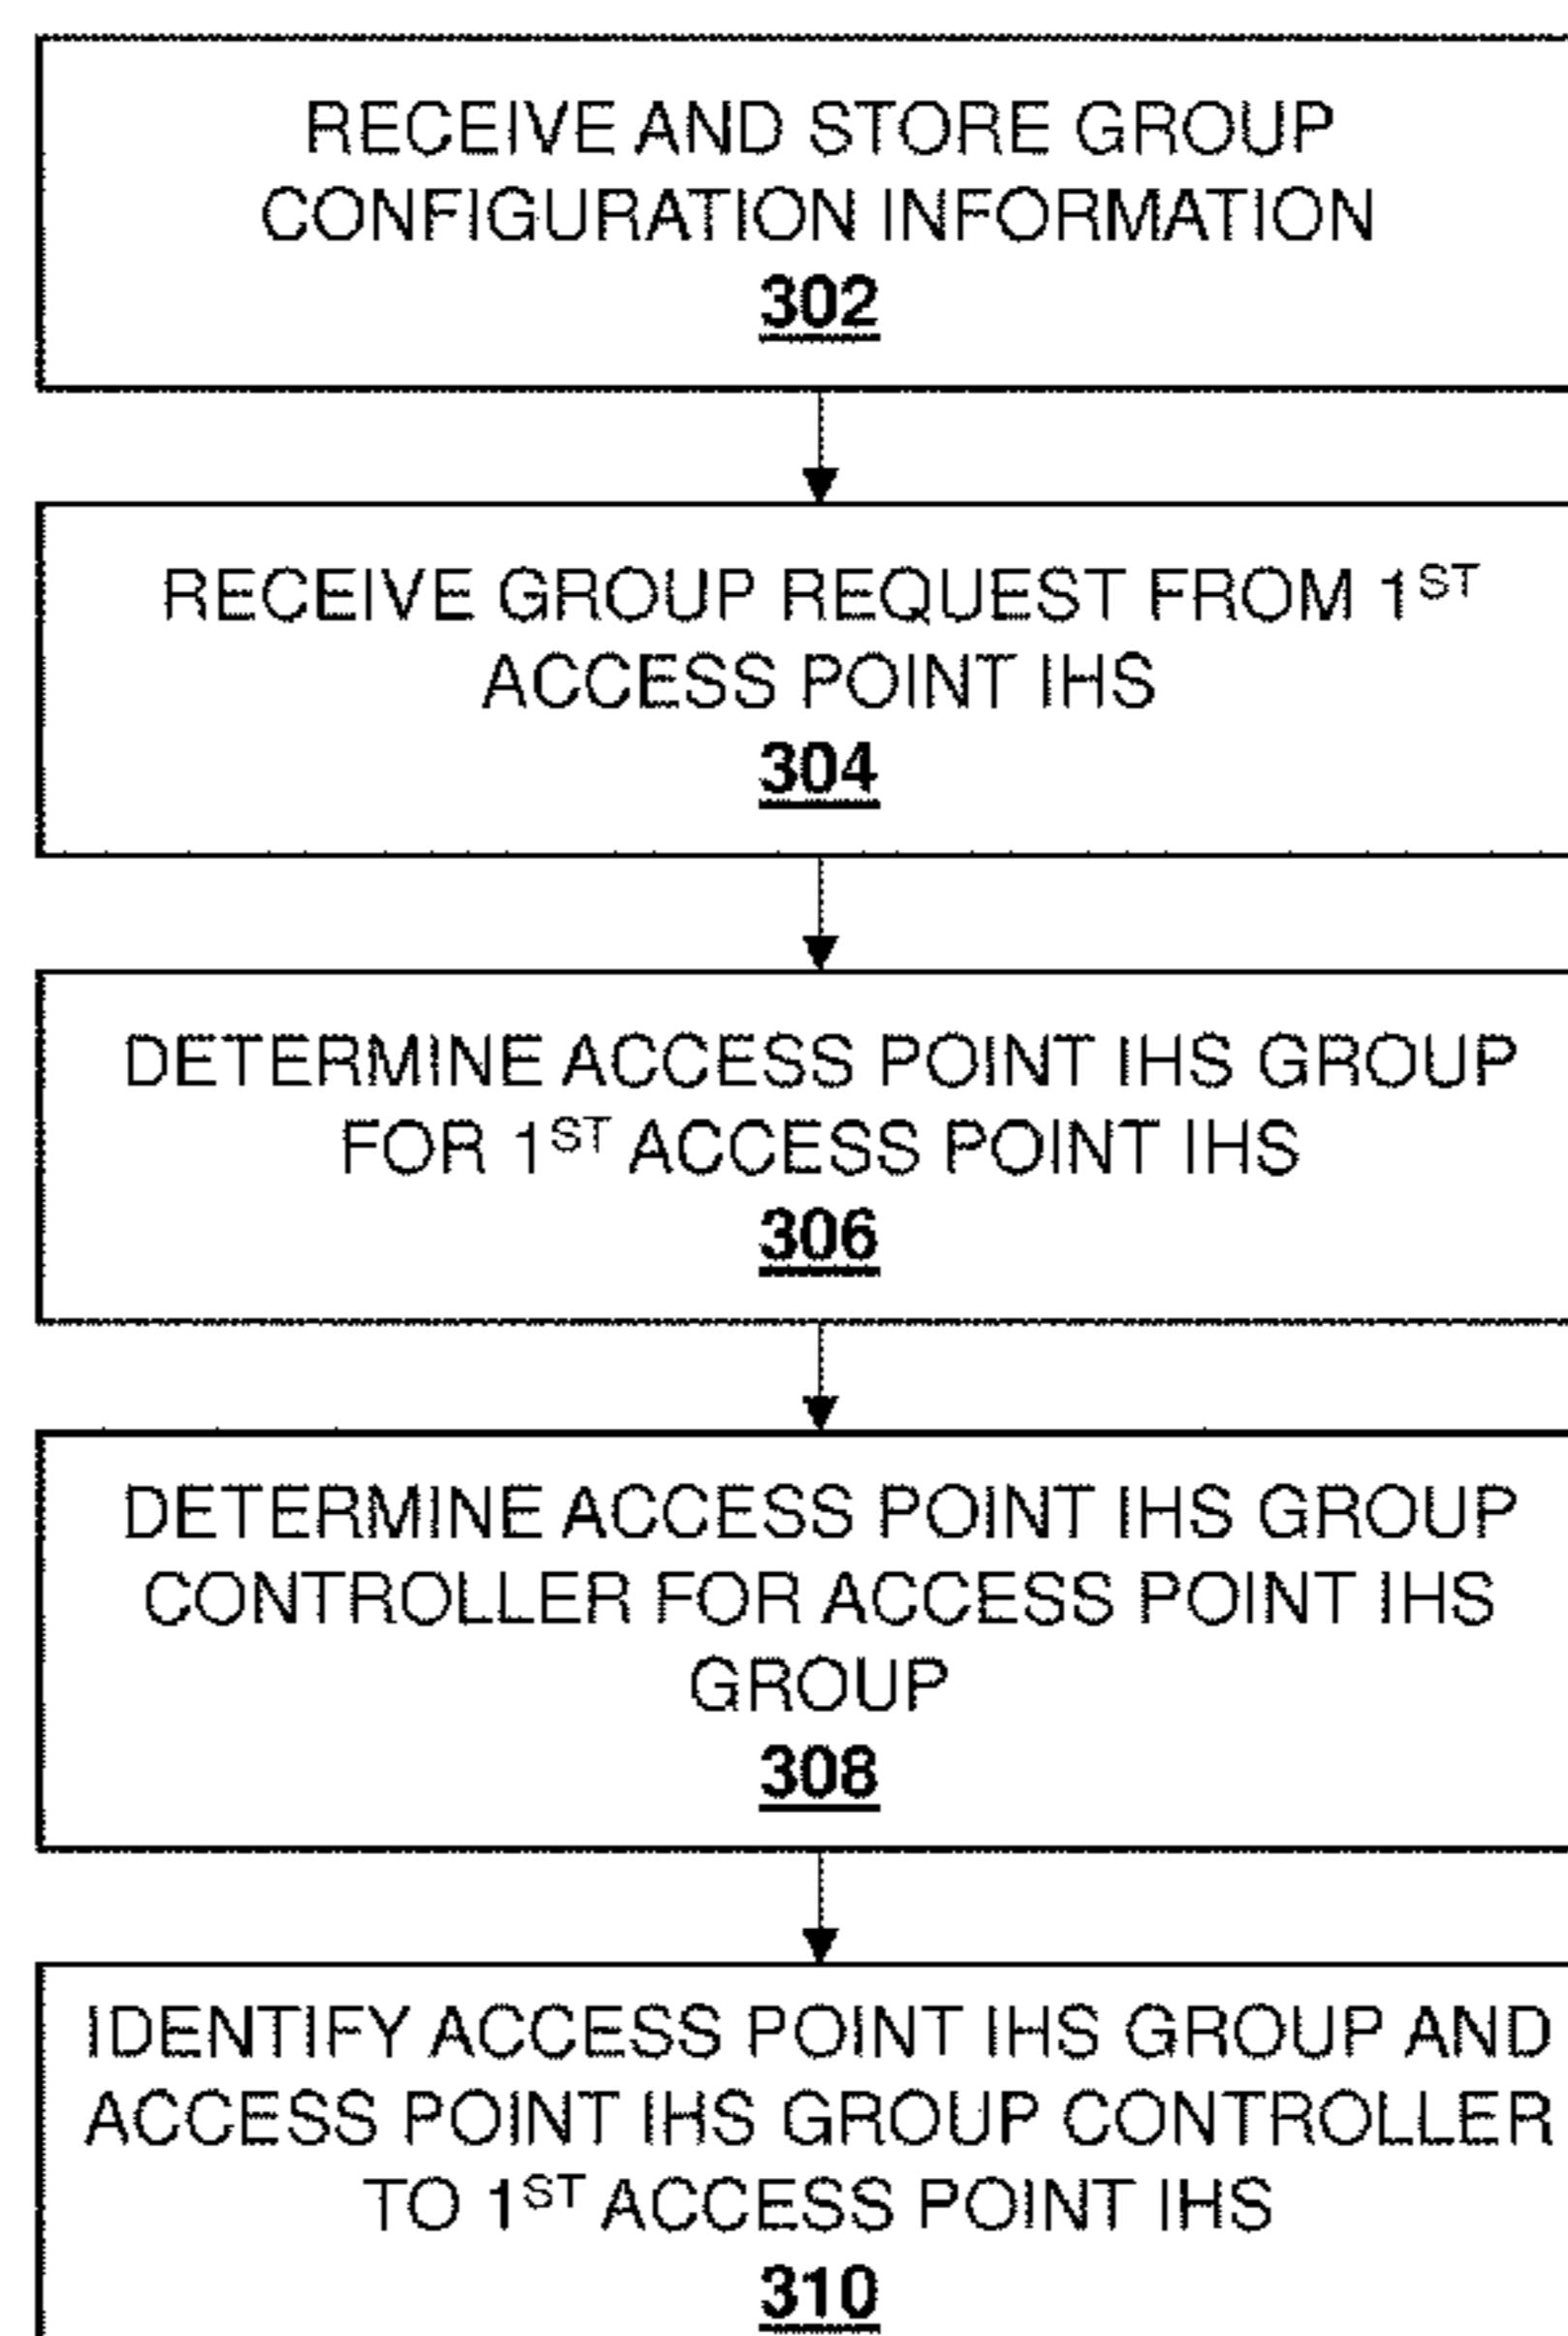 RECEIVE AND STORE GROUP
CONFIGURATION INFORMATION
302
RECEIVE GROUP REQUEST FROM 1ST
ACCESS POINT IHS
304
DETERMINE ACCESS POINT IHS GROUP
FOR 1ST ACCESS POINT IHS
306
DETERMINE ACCESS POINT IHS GROUP
CONTROLLER FOR ACCESS POINT IHS
GROUP
308
IDENTIFY ACCESS POINT IHS GROUP AND
ACCESS POINT IHS GROUP CONTROLLER
TO 1ST ACCESS POINT IHS
310